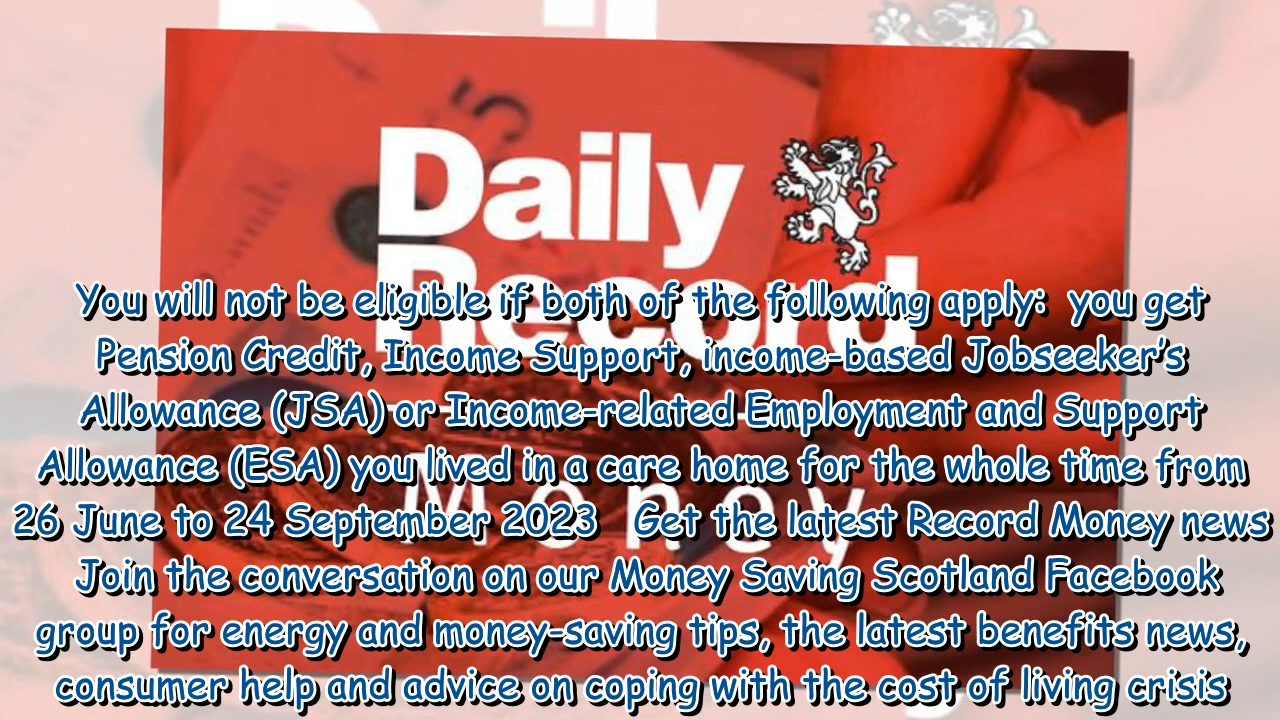 Daily
Record
Money
You will not be eligible if both of the following apply:  you get
Pension Credit, Income Support, income-based Jobseeker’s
Allowance (JSA) or Income-related Employment and Support
Allowance (ESA) you lived in a care home for the whole time from
26 June to 24 September 2023   Get the latest Record Money news
Join the conversation on our Money Saving Scotland Facebook
group for energy and money-saving tips, the latest benefits news,
consumer help and advice on coping with the cost of living crisis